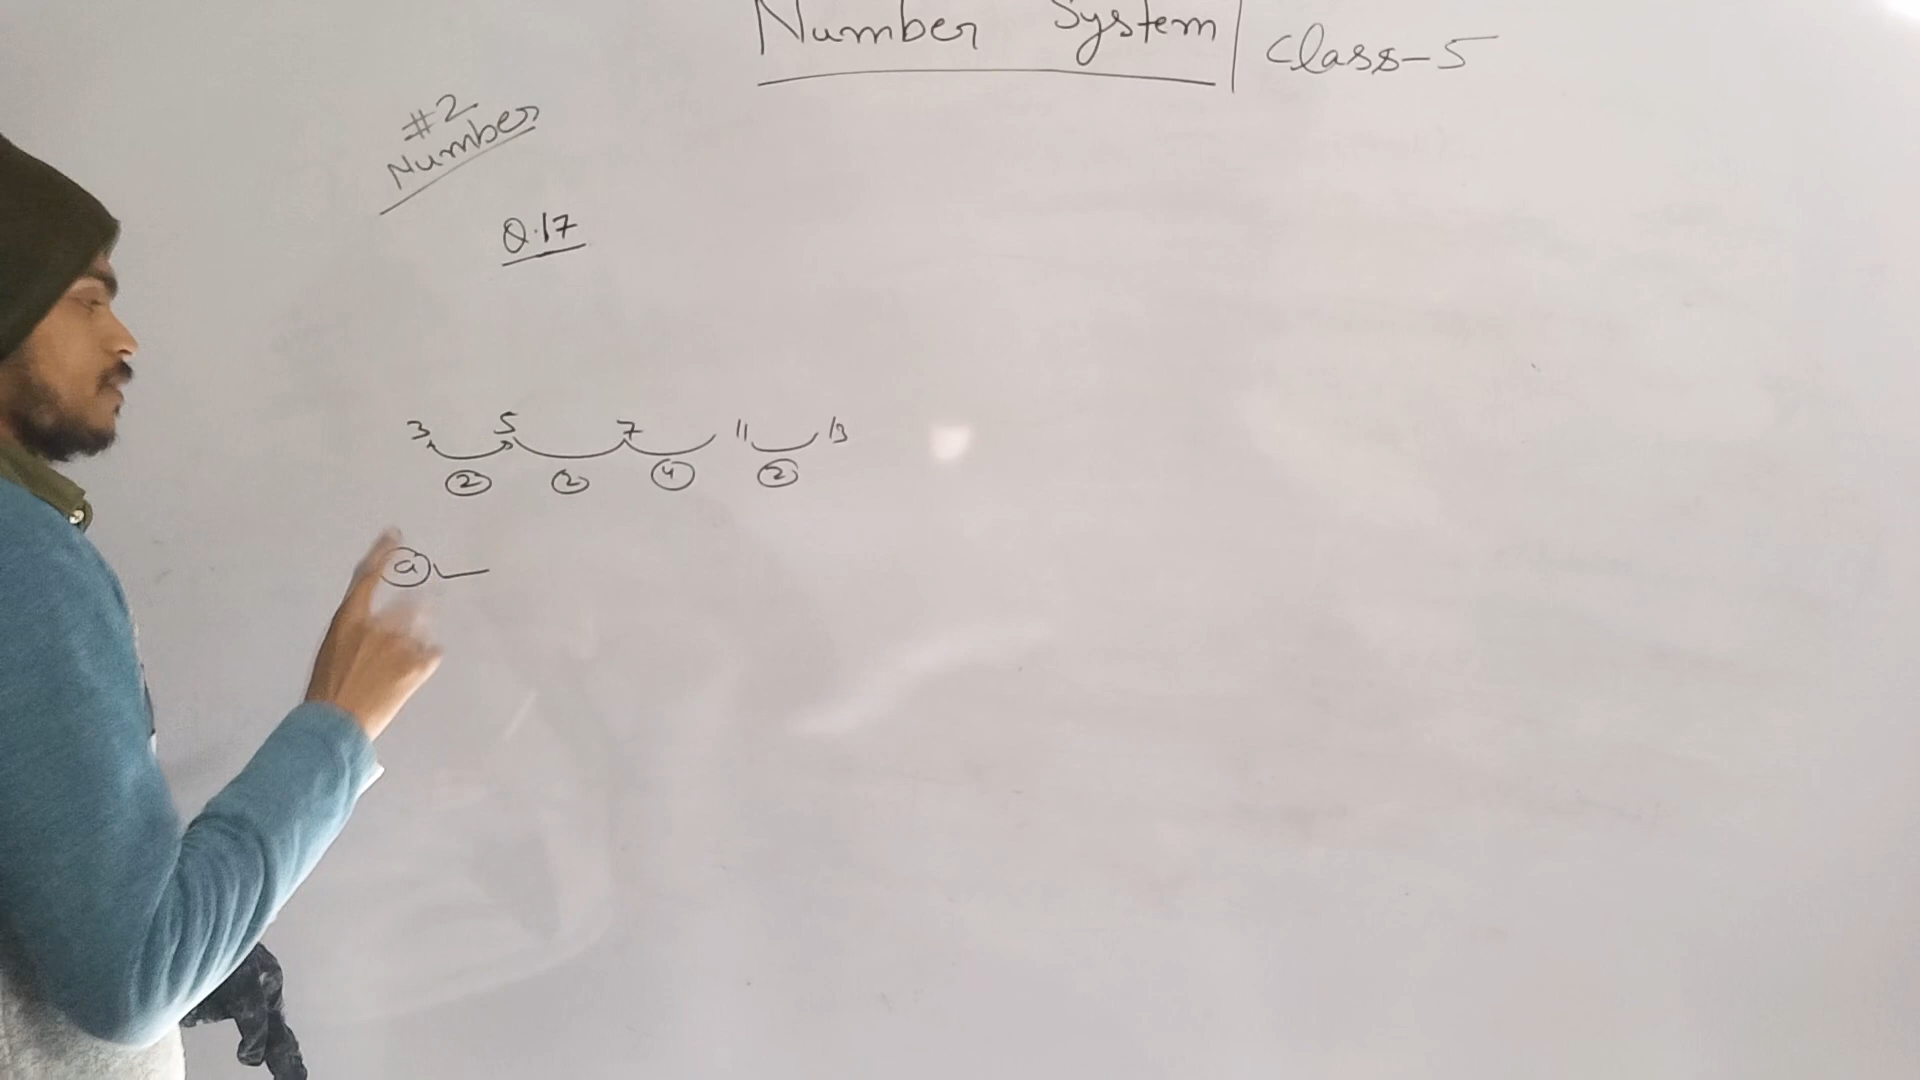 Number System
Class-5
#2
Number
Q.17
3 5 7 11 13
2 2 4 2
a